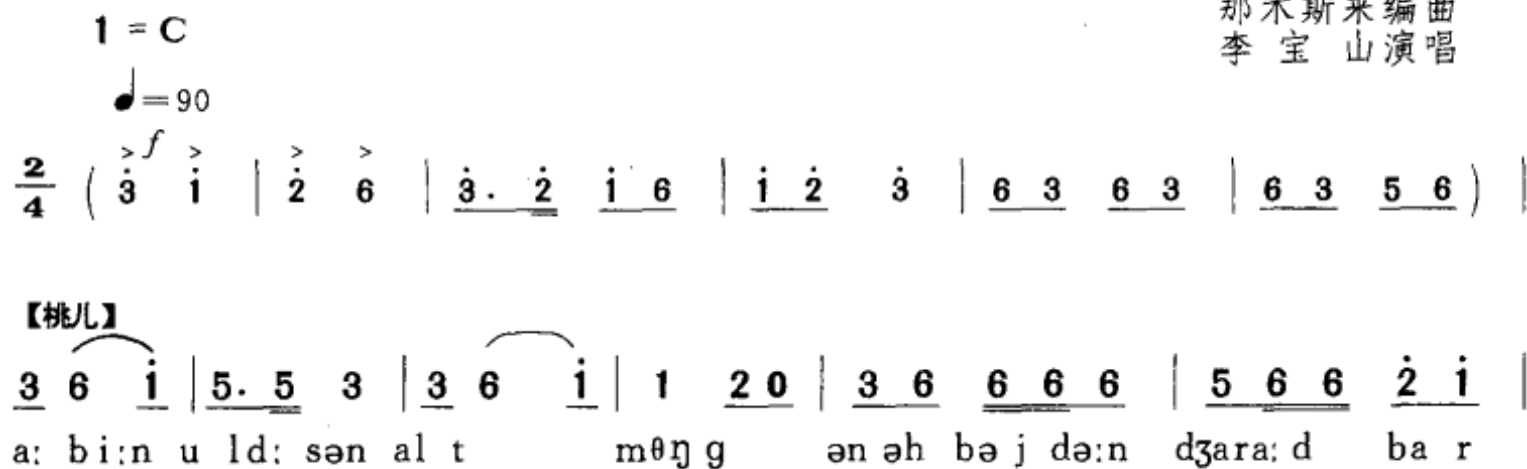 那木斯来编曲
1 = C
李宝山演唱
♩=90
f
2/4 ( 3̇ 1̇ | 2̇ 6 | 3̇. 2̇ 1̇ 6 | 1̇ 2̇ 3̇ | 6 3 6 3 | 6 3 5 6 ) |
【桃儿】
3 6 1̇ | 5. 5 3 | 3 6 1̇ | 1 2 0 | 3 6 6 6 6 | 5 6 6 2̇ 1̇ |
a: bi:n u ld: sən al t mθŋ g ən əh bə j də:n dʒara: d ba r